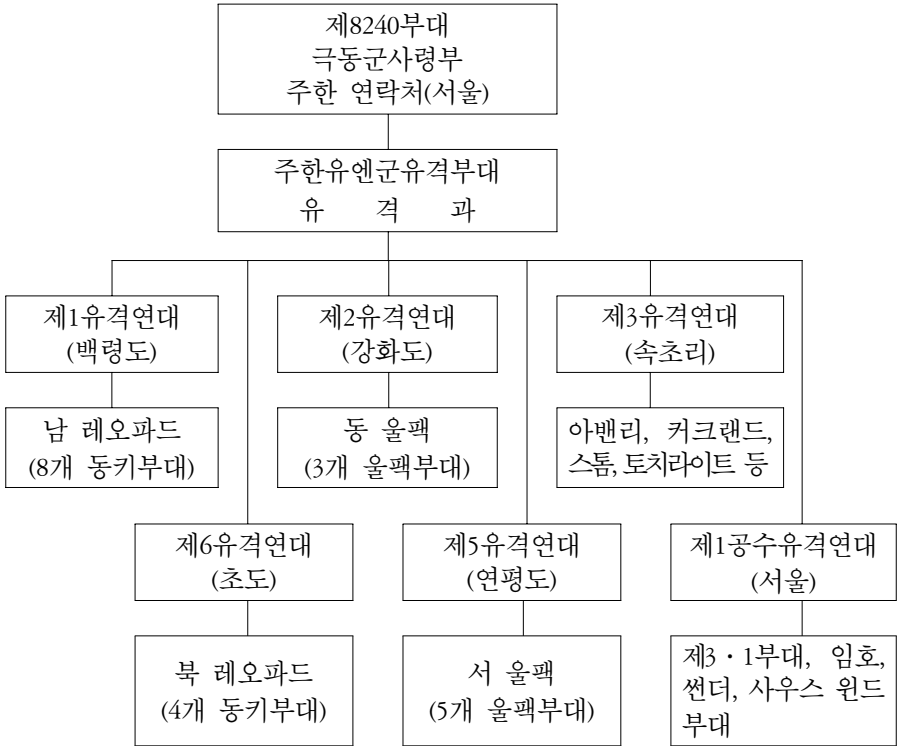 제8240부대
극동군사령부
주한 연락처(서울)
주한유엔군유격부대
유 격 과
제1유격연대
(백령도)
제2유격연대
(강화도)
제3유격연대
(속초리)
남 레오파드
(8개 동키부대)
동 울팩
(3개 울팩부대)
아밴리, 커크랜드,
스톰, 토치라이트 등
제6유격연대
(초도)
제5유격연대
(연평도)
제1공수유격연대
(서울)
북 레오파드
(4개 동키부대)
서 울팩
(5개 울팩부대)
제3·1부대, 임호,
썬더, 사우스 윈드
부대